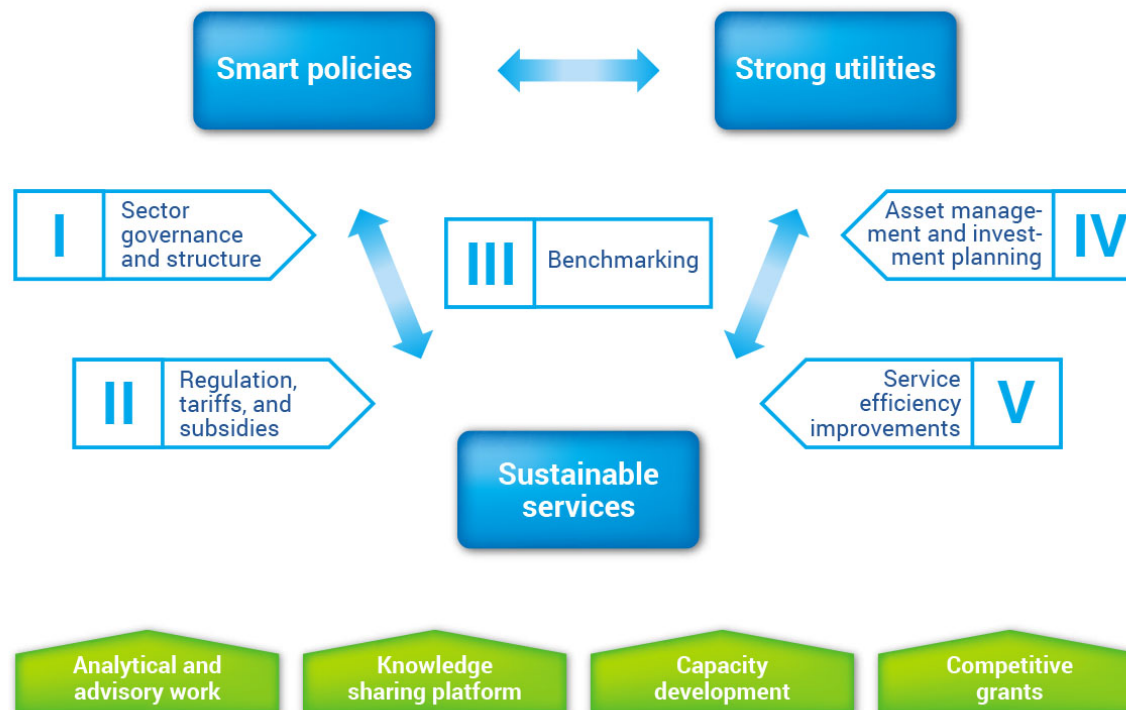 Smart policies
Strong utilities
I
Sector
governance
and structure
III
Benchmarking
Asset manage-
ment and invest-
ment planning
IV
II
Regulation,
tariffs, and
subsidies
Service
efficiency
improvements
V
Sustainable
services
Analytical and
advisory work
Knowledge
sharing platform
Capacity
development
Competitive
grants